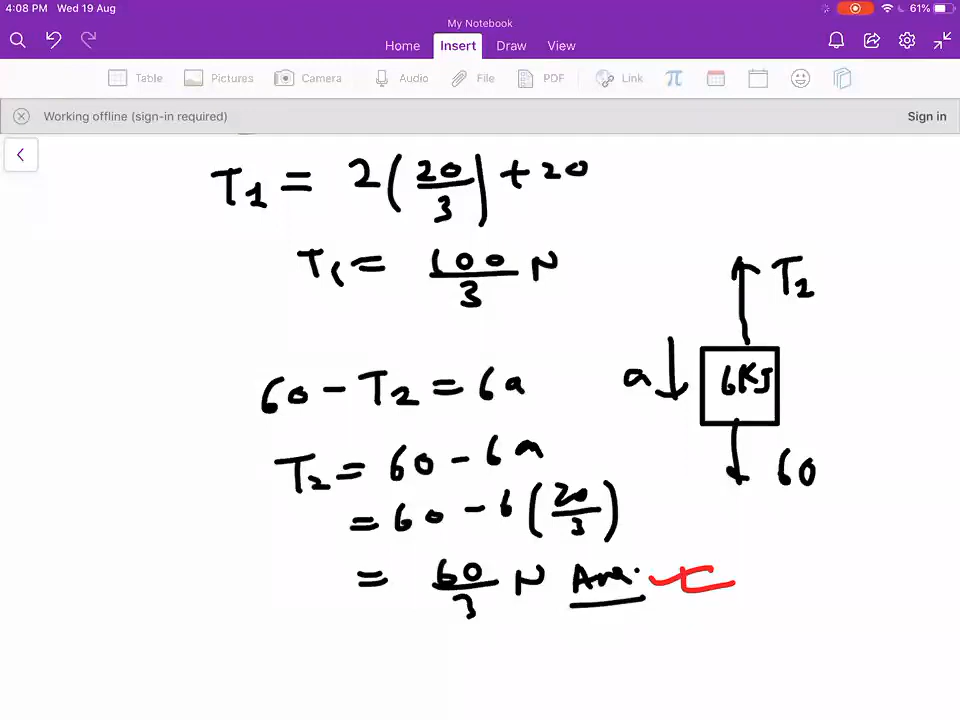 4:08 PM Wed 19 Aug 61%
My Notebook
Home Insert Draw View
Table Pictures Camera Audio File PDF Link π
Working offline (sign-in required) Sign in
T1 = 2(20/3) + 20
T1 = 100/3 N
T2
60 - T2 = 6a
a 6KJ
T2 = 60 - 6a
60
= 60 - 6(20/3)
= 60/3 N Ans.